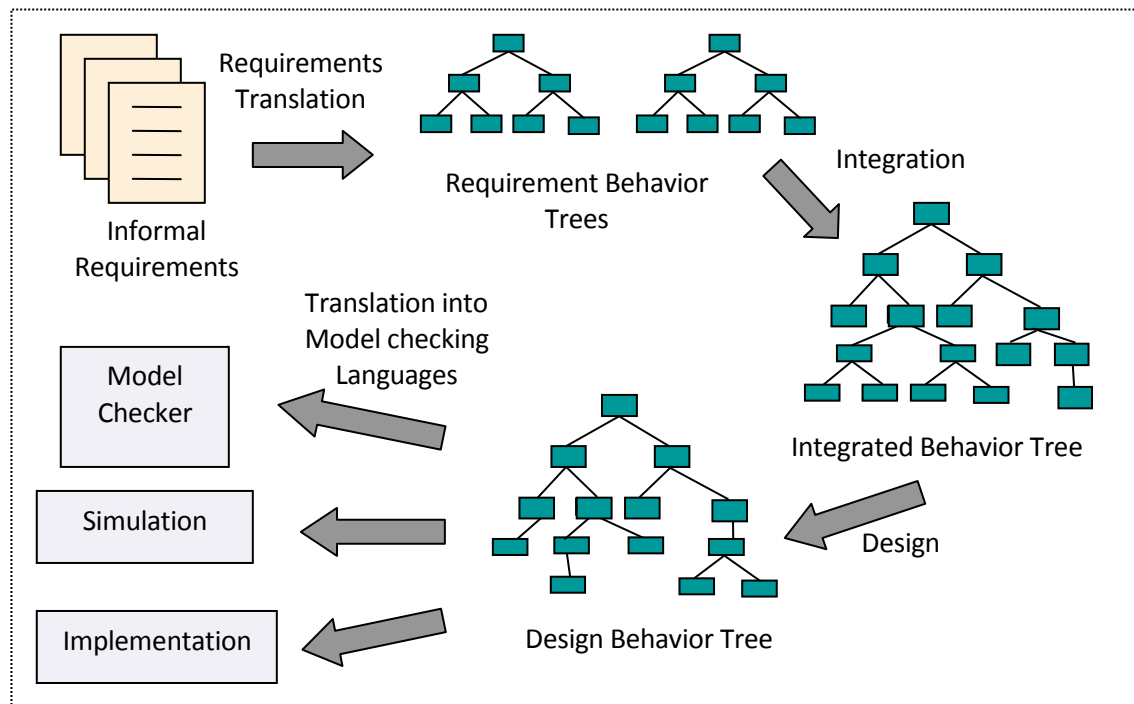 Requirements
Translation
Informal
Requirements
Requirement Behavior
Trees
Integration
Integrated Behavior Tree
Design
Design Behavior Tree
Translation into
Model checking
Languages
Model
Checker
Simulation
Implementation